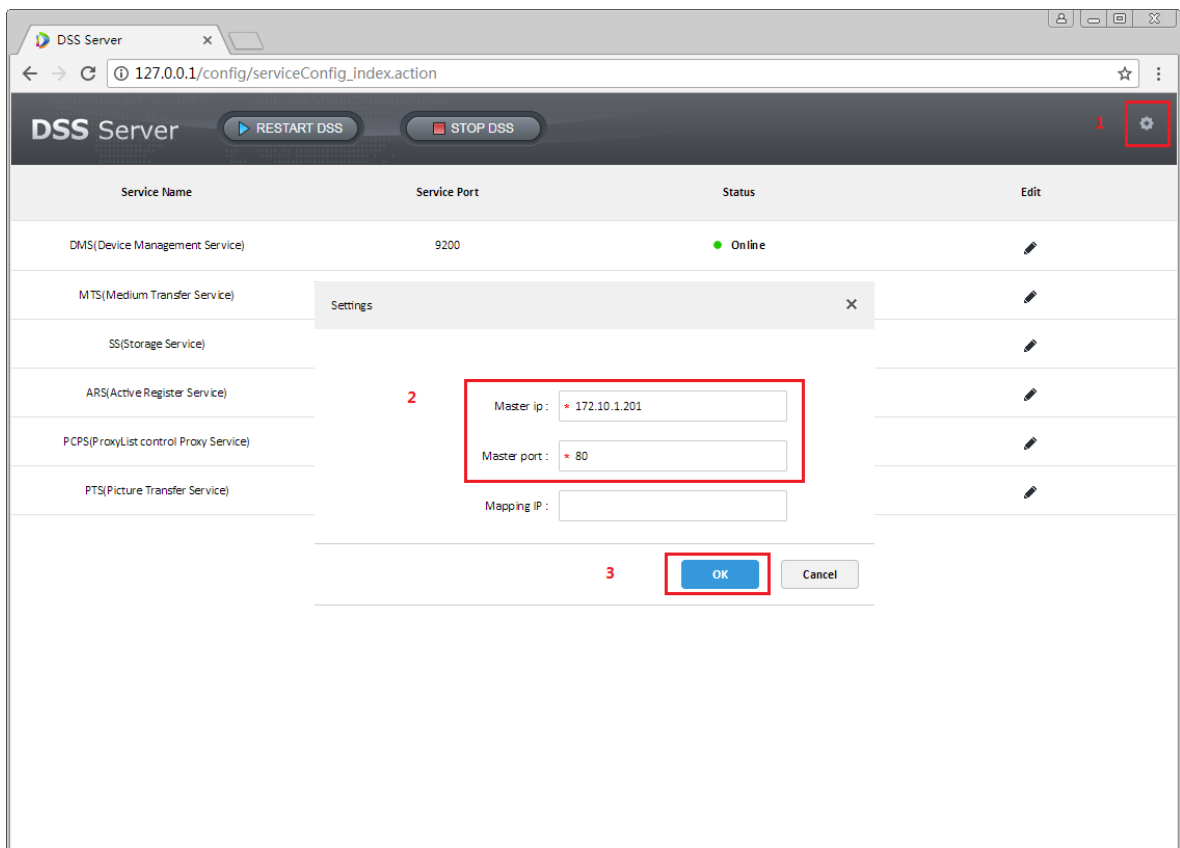 DSS Server
127.0.0.1/config/serviceConfig_index.action
DSS Server RESTART DSS STOP DSS 1
Service Name Service Port Status Edit
DMS(Device Management Service) 9200 Online
MTS(Medium Transfer Service)
SS(Storage Service)
ARS(Active Register Service)
PCPS(ProxyList control Proxy Service)
PTS(Picture Transfer Service)
Settings
2
Master ip : * 172.10.1.201
Master port : * 80
Mapping IP :
3 OK Cancel